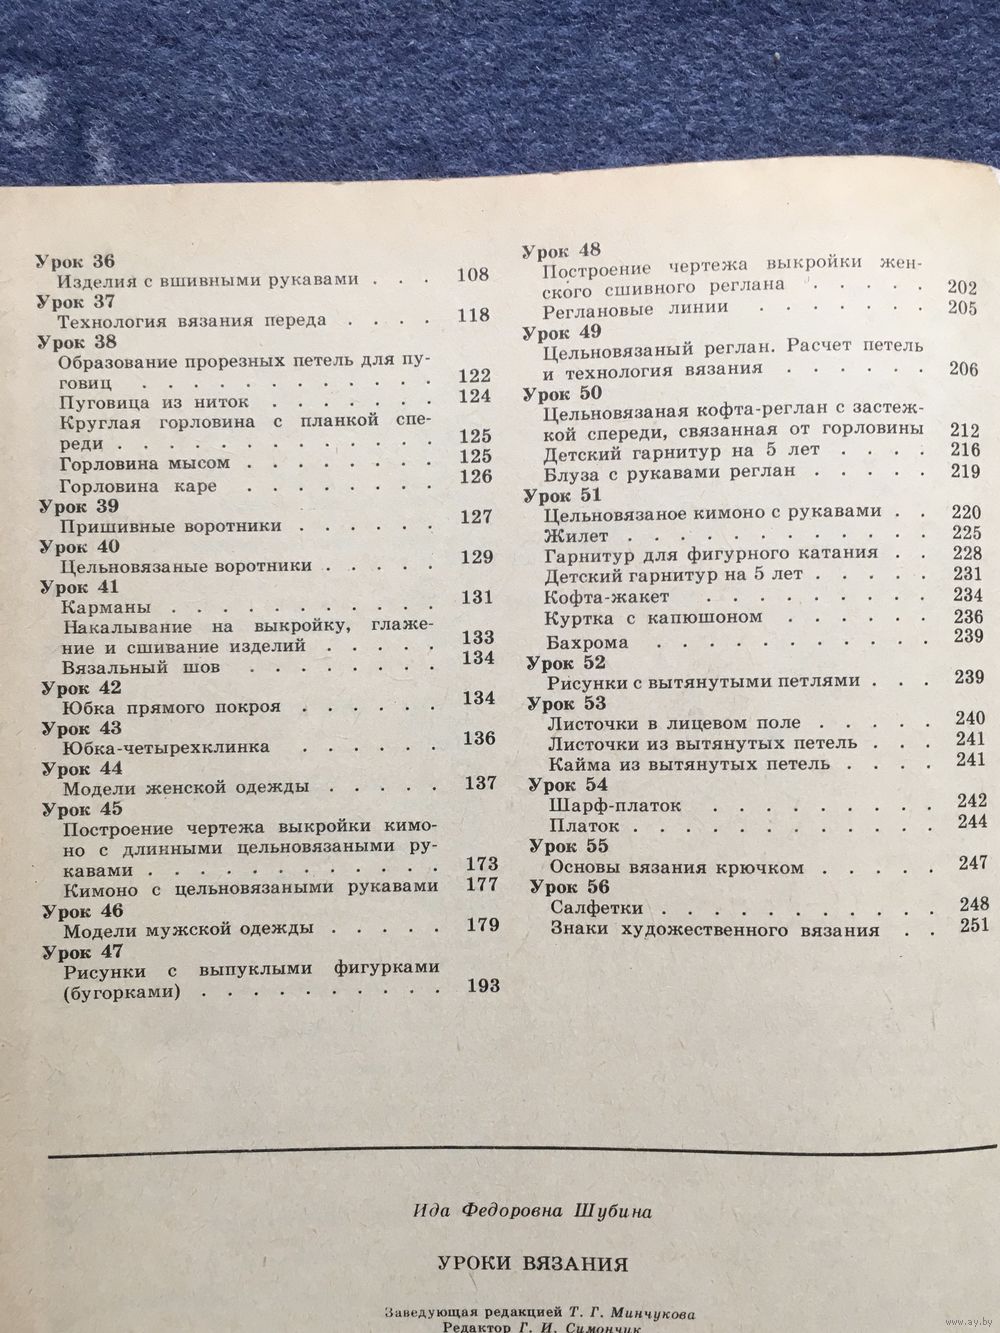 Урок 36
Изделия с вшивными рукавами . . . 108
Урок 37
Технология вязания переда . . . . 118
Урок 38
Образование прорезных петель для пу-
говиц . . . . . . . . . . . . 122
Пуговица из ниток . . . . . . . 124
Круглая горловина с планкой спе-
реди . . . . . . . . . . . . . 125
Горловина мысом . . . . . . . . 125
Горловина каре . . . . . . . . 126
Урок 39
Пришивные воротники . . . . . . 127
Урок 40
Цельновязаные воротники . . . . . 129
Урок 41
Карманы . . . . . . . . . . . 131
Накалывание на выкройку, глаже-
ние и сшивание изделий . . . . . 133
Вязальный шов . . . . . . . . 134
Урок 42
Юбка прямого покроя . . . . . . 134
Урок 43
Юбка-четырехклинка . . . . . . 136
Урок 44
Модели женской одежды . . . . . 137
Урок 45
Построение чертежа выкройки кимо-
но с длинными цельновязаными ру-
кавами . . . . . . . . . . . . 173
Кимоно с цельновязаными рукавами 177
Урок 46
Модели мужской одежды . . . . . 179
Урок 47
Рисунки с выпуклыми фигурками
(бугорками) . . . . . . . . . . 193
Урок 48
Построение чертежа выкройки жен-
ского сшивного реглана . . . . . 202
Реглановые линии . . . . . . . 205
Урок 49
Цельновязаный реглан. Расчет петель
и технология вязания . . . . . . 206
Урок 50
Цельновязаная кофта-реглан с застеж-
кой спереди, связанная от горловины 212
Детский гарнитур на 5 лет . . . . 216
Блуза с рукавами реглан . . . . . 219
Урок 51
Цельновязаное кимоно с рукавами . . 220
Жилет . . . . . . . . . . . . 225
Гарнитур для фигурного катания . . 228
Детский гарнитур на 5 лет . . . . . 231
Кофта-жакет . . . . . . . . . 234
Куртка с капюшоном . . . . . . 236
Бахрома . . . . . . . . . . . 239
Урок 52
Рисунки с вытянутыми петлями . . . 239
Урок 53
Листочки в лицевом поле . . . . . 240
Листочки из вытянутых петель . . . 241
Кайма из вытянутых петель . . . . 241
Урок 54
Шарф-платок . . . . . . . . . 242
Платок . . . . . . . . . . . . 244
Урок 55
Основы вязания крючком . . . . . 247
Урок 56
Салфетки . . . . . . . . . . . 248
Знаки художественного вязания . . 251
Ида Федоровна Шубина
УРОКИ ВЯЗАНИЯ
Заведующая редакцией Т. Г. Минчукова
Редактор Г. И. Симончик
www.ay.by